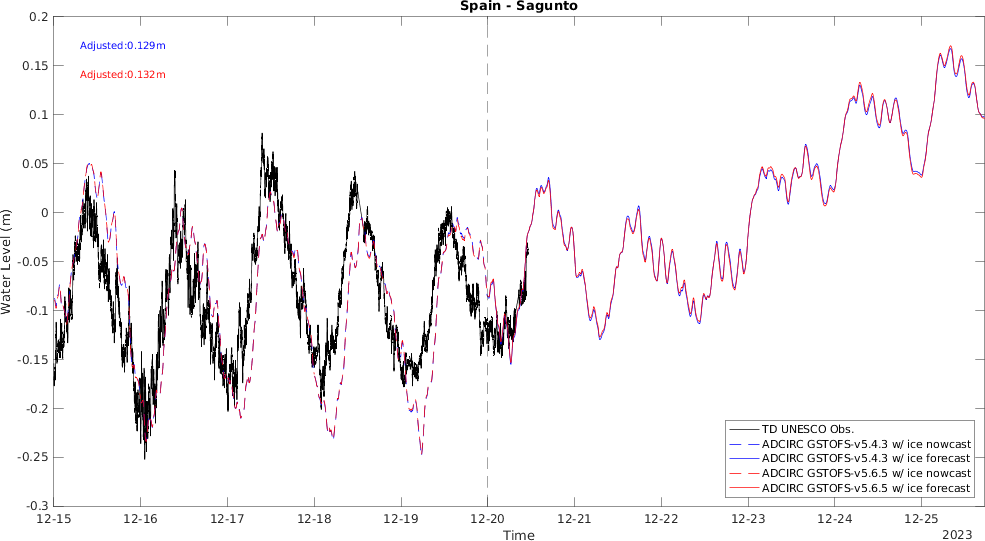 Spain - Sagunto
Adjusted:0.129m
Adjusted:0.132m
0.2
0.15
0.1
0.05
0
-0.05
-0.1
-0.15
-0.2
-0.25
-0.3
Water Level (m)
12-15
12-16
12-17
12-18
12-19
12-20
12-21
12-22
12-23
12-24
12-25
Time
2023
TD UNESCO Obs.
ADCIRC GSTOFS-v5.4.3 w/ ice nowcast
ADCIRC GSTOFS-v5.4.3 w/ ice forecast
ADCIRC GSTOFS-v5.6.5 w/ ice nowcast
ADCIRC GSTOFS-v5.6.5 w/ ice forecast